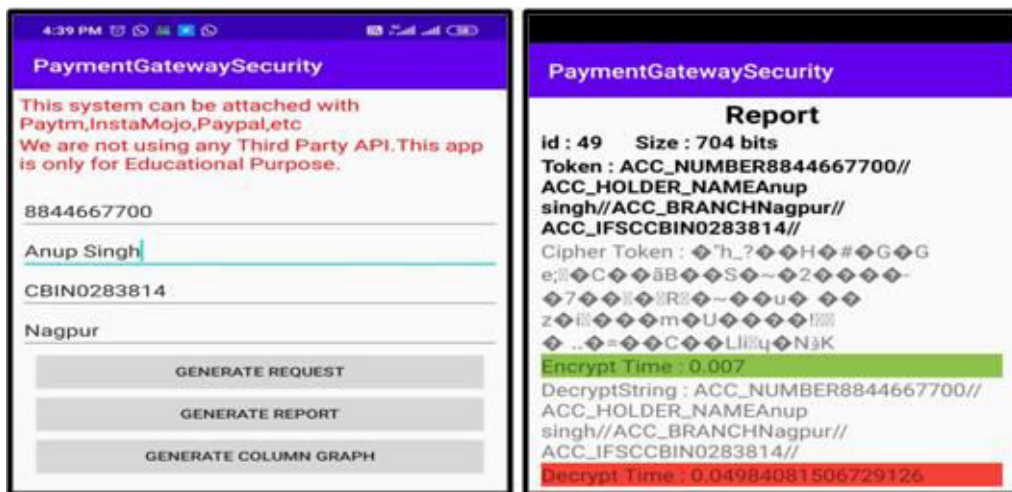 4:39 PM
PaymentGatewaySecurity
This system can be attached with
Paytm,InstaMojo,Paypal,etc
We are not using any Third Party API.This app
is only for Educational Purpose.
8844667700
Anup Singh
CBIN0283814
Nagpur
GENERATE REQUEST
GENERATE REPORT
GENERATE COLUMN GRAPH
PaymentGatewaySecurity
Report
id : 49 Size : 704 bits
Token : ACC_NUMBER8844667700//
ACC_HOLDER_NAMEAnup
singh//ACC_BRANCHNagpur//
ACC_IFSCCBIN0283814//
Cipher Token : �"h_?��H�#G�G
Encrypt Time : 0.007
DecryptString : ACC_NUMBER8844667700//
ACC_HOLDER_NAMEAnup
singh//ACC_BRANCHNagpur//
ACC_IFSCCBIN0283814//
Decrypt Time : 0.04984081506729126